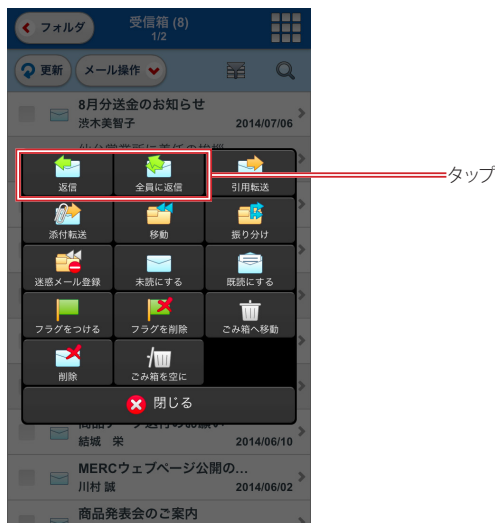 フォルダ
受信箱 (8)
1/2
更新
メール操作
8月分送金のお知らせ
渋木美智子
2014/07/06
返信
全員に返信
引用転送
タップ
添付転送
移動
振り分け
迷惑メール登録
未読にする
既読にする
フラグをつける
フラグを削除
ごみ箱へ移動
削除
ごみ箱を空に
閉じる
結城 栄
2014/06/10
MERCウェブページ公開の...
川村 誠
2014/06/02
商品発表会のご案内